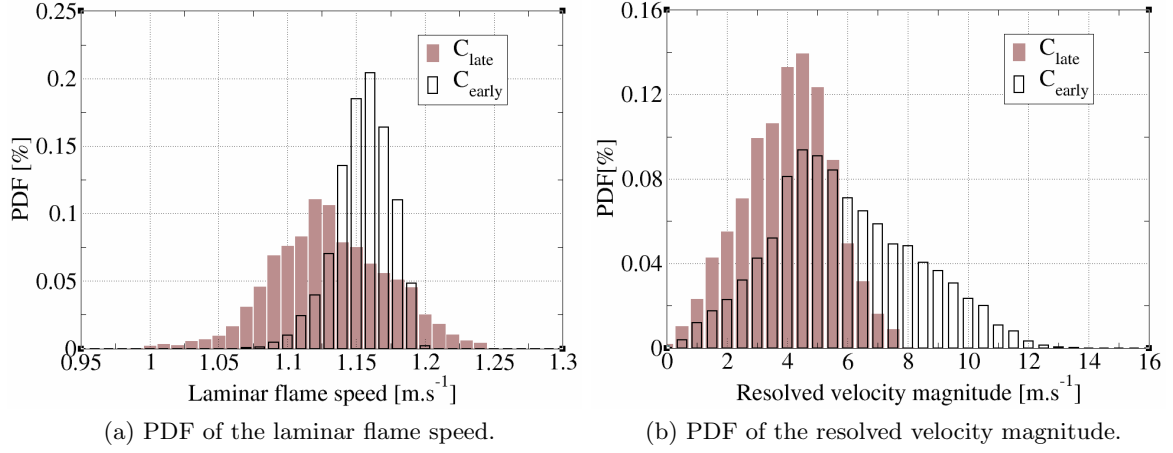 0.25
0.2
0.15
0.1
0.05
0
PDF [%]
C_late
C_early
0.95 1 1.05 1.1 1.15 1.20 1.25 1.3
Laminar flame speed [m.s^-1]
(a) PDF of the laminar flame speed.
0.16
0.12
0.08
0.04
0
PDF[%]
C_late
C_early
0 2 4 6 8 10 12 14 16
Resolved velocity magnitude [m.s^-1]
(b) PDF of the resolved velocity magnitude.